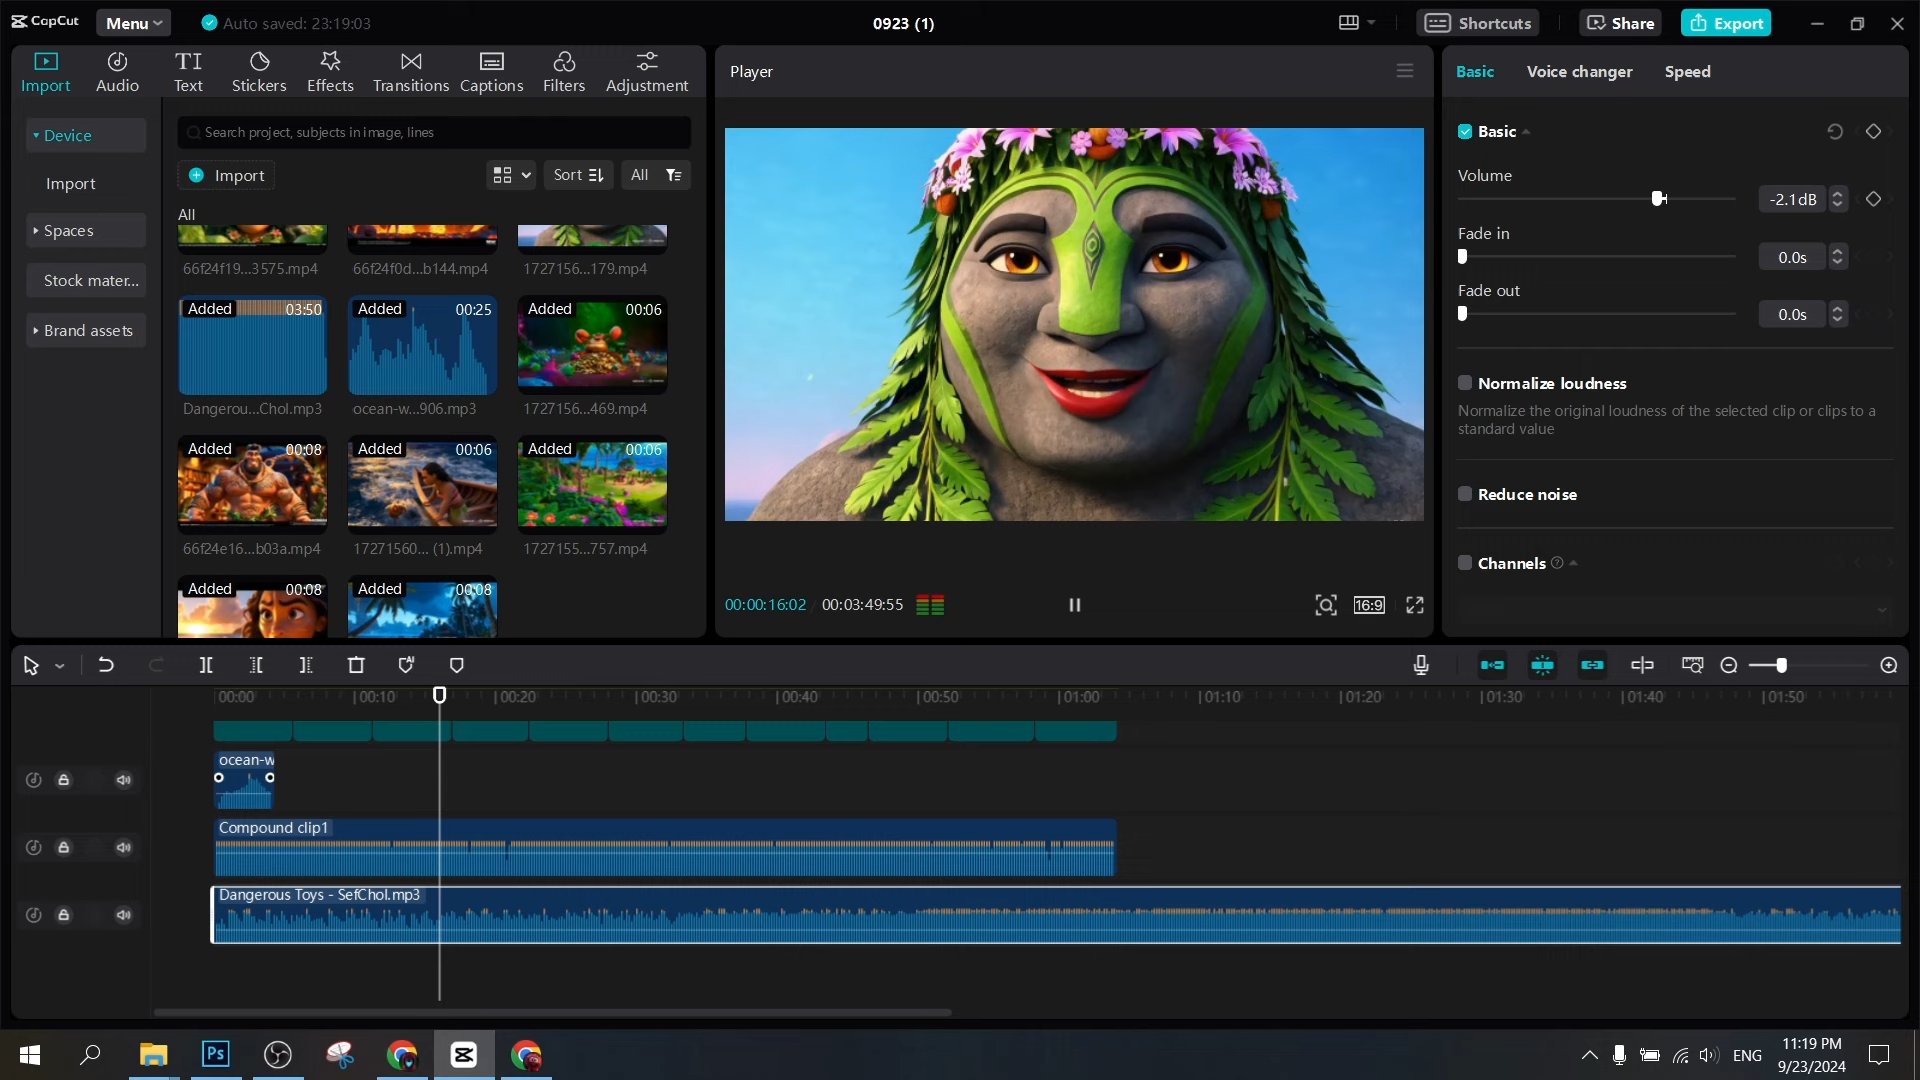 CapCut
Menu
Auto saved: 23:19:03
0923 (1)
Shortcuts
Share
Export
Import
Audio
Text
Stickers
Effects
Transitions
Captions
Filters
Adjustment
Device
Import
Spaces
Stock mater...
Brand assets
Search project, subjects in image, lines
Import
Sort
All
All
66f24f19...3575.mp4
66f24f0d...b144.mp4
1727156...179.mp4
Added 03:50
Added 00:25
Added 00:06
Dangerou...Chol.mp3
ocean-w...906.mp3
1727156...469.mp4
Added 00:08
Added 00:06
Added 00:06
66f24e16...b03a.mp4
17271560... (1).mp4
1727155...757.mp4
Added 00:08
Added 00:08
Player
00:00:16:02
00:03:49:55
16:9
Basic
Voice changer
Speed
Basic
Volume
-2.1dB
Fade in
0.0s
Fade out
0.0s
Normalize loudness
Normalize the original loudness of the selected clip or clips to a
standard value
Reduce noise
Channels
00:00
00:10
00:20
00:30
00:40
00:50
01:00
01:10
01:20
01:30
01:40
01:50
ocean-w
Compound clip1
Dangerous Toys - SefChol.mp3
Ps
ENG
11:19 PM
9/23/2024